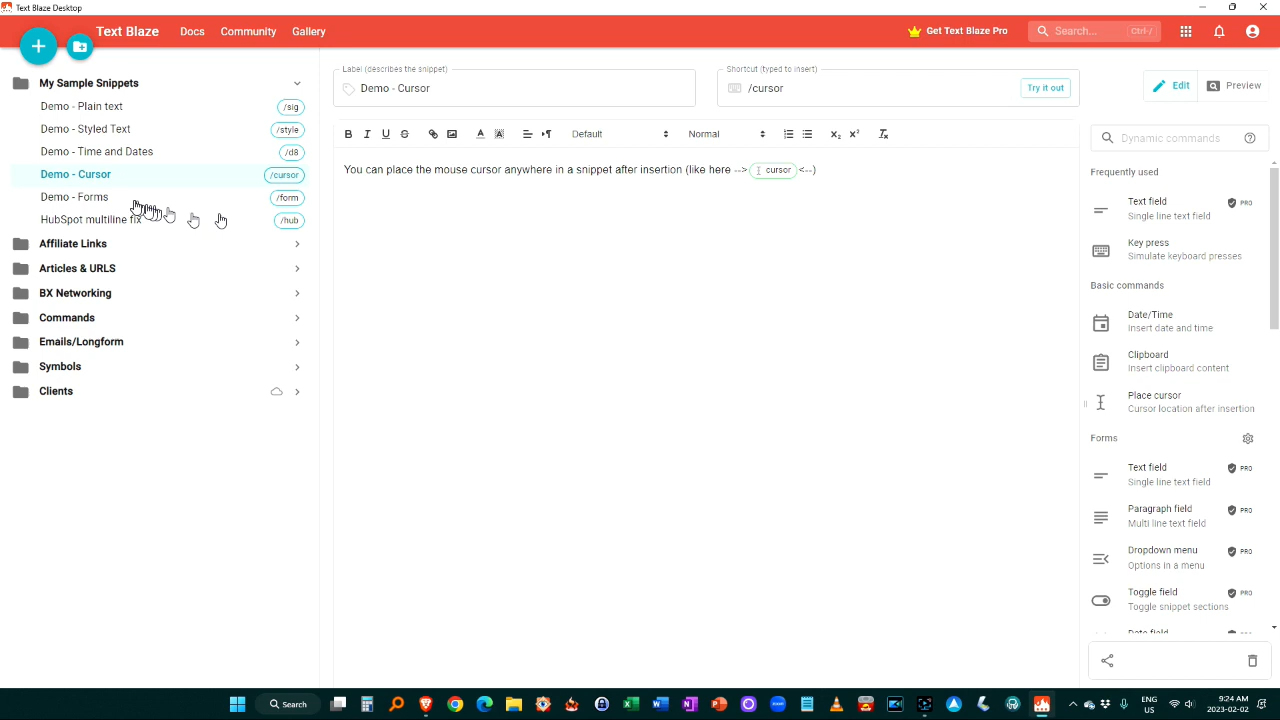 Text Blaze Desktop
Text Blaze Docs Community Gallery
Get Text Blaze Pro
Search... Ctrl-/
My Sample Snippets
Demo - Plain text /sig
Demo - Styled Text /style
Demo - Time and Dates /d8
Demo - Cursor /cursor
Demo - Forms /form
HubSpot multiline fix /hub
Affiliate Links
Articles & URLS
BX Networking
Commands
Emails/Longform
Symbols
Clients
Label (describes the snippet)
Demo - Cursor
Shortcut (typed to insert)
/cursor Try it out
Edit Preview
B I U S Default Normal
You can place the mouse cursor anywhere in a snippet after insertion (like here --> cursor <--)
Dynamic commands
Frequently used
Text field PRO
Single line text field
Key press
Simulate keyboard presses
Basic commands
Date/Time
Insert date and time
Clipboard
Insert clipboard content
Place cursor
Cursor location after insertion
Forms
Text field PRO
Single line text field
Paragraph field PRO
Multi line text field
Dropdown menu PRO
Options in a menu
Toggle field PRO
Toggle snippet sections
Date field
Search
ENG
US
9:24 AM
2023-02-02